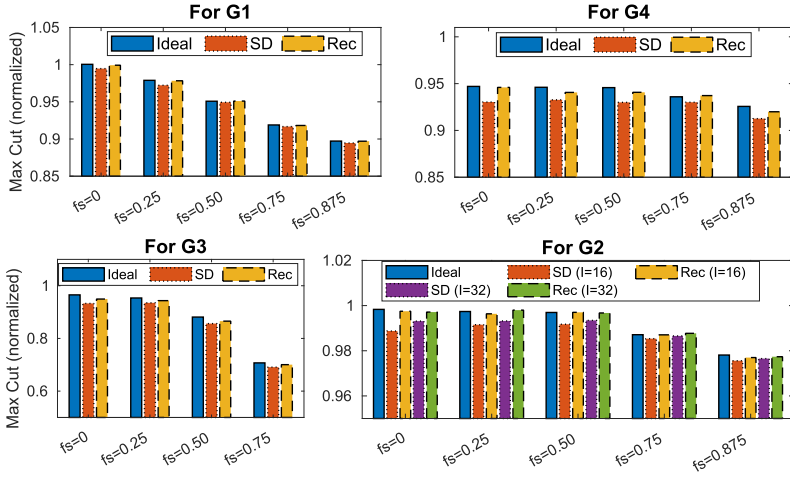 For G1
Max Cut (normalized)
1.05
1
0.95
0.9
0.85
Ideal SD Rec
fs=0 fs=0.25 fs=0.50 fs=0.75 fs=0.875
For G4
1
0.95
0.9
0.85
Ideal SD Rec
fs=0 fs=0.25 fs=0.50 fs=0.75 fs=0.875
For G3
Max Cut (normalized)
1
0.8
0.6
Ideal SD Rec
fs=0 fs=0.25 fs=0.50 fs=0.75
For G2
1.02
1
0.98
0.96
Ideal SD (I=16) Rec (I=16)
SD (I=32) Rec (I=32)
fs=0 fs=0.25 fs=0.50 fs=0.75 fs=0.875